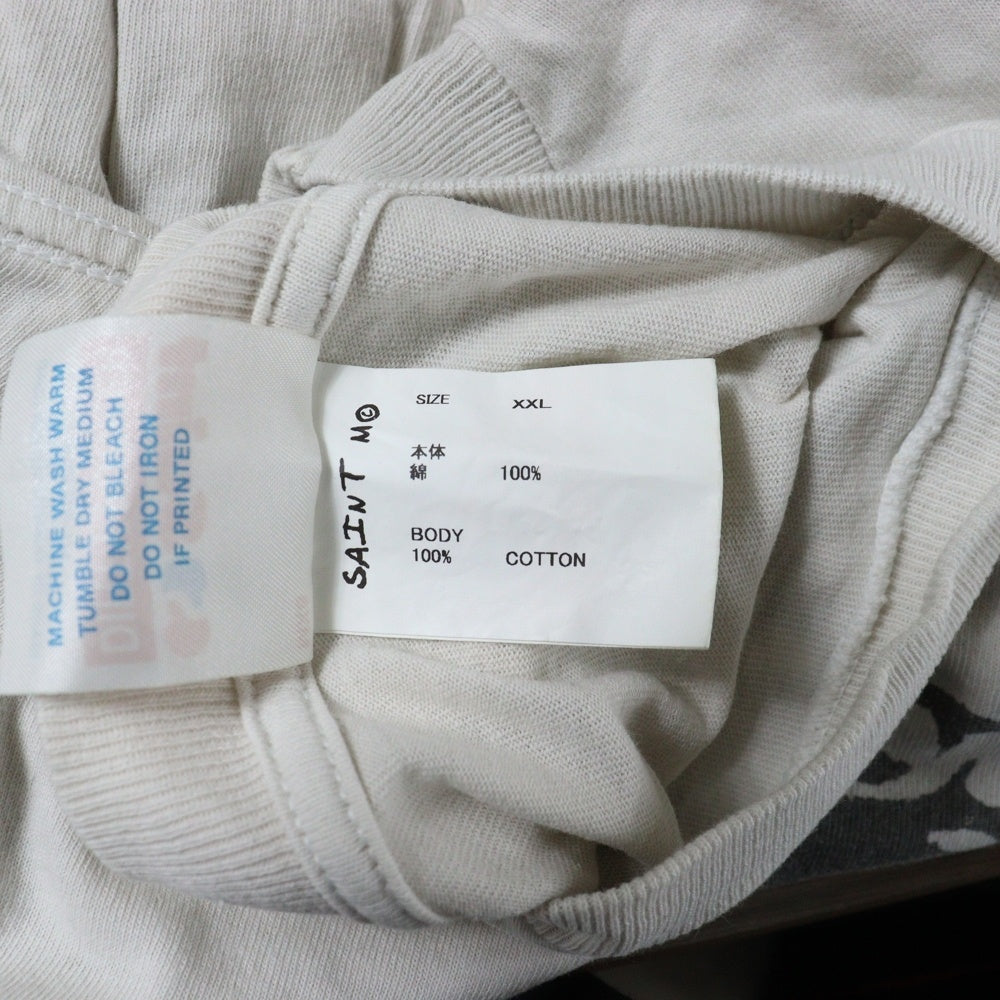 MACHINE WASH WARM
TUMBLE DRY MEDIUM
DO NOT BLEACH
DO NOT IRON
IF PRINTED
SAINT M
SIZE XXL
本体
綿 100%
BODY
100% COTTON